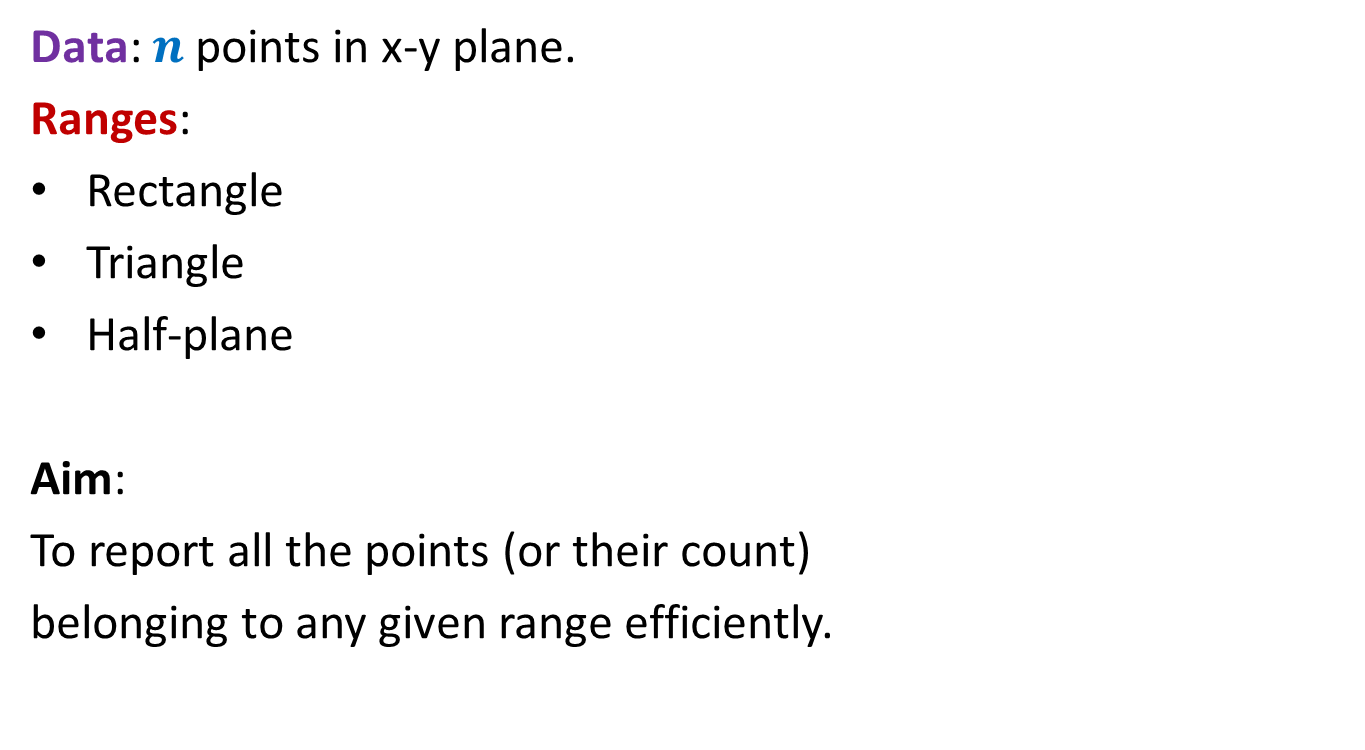 Data: n points in x-y plane.
Ranges:
• Rectangle
• Triangle
• Half-plane
Aim:
To report all the points (or their count)
belonging to any given range efficiently.